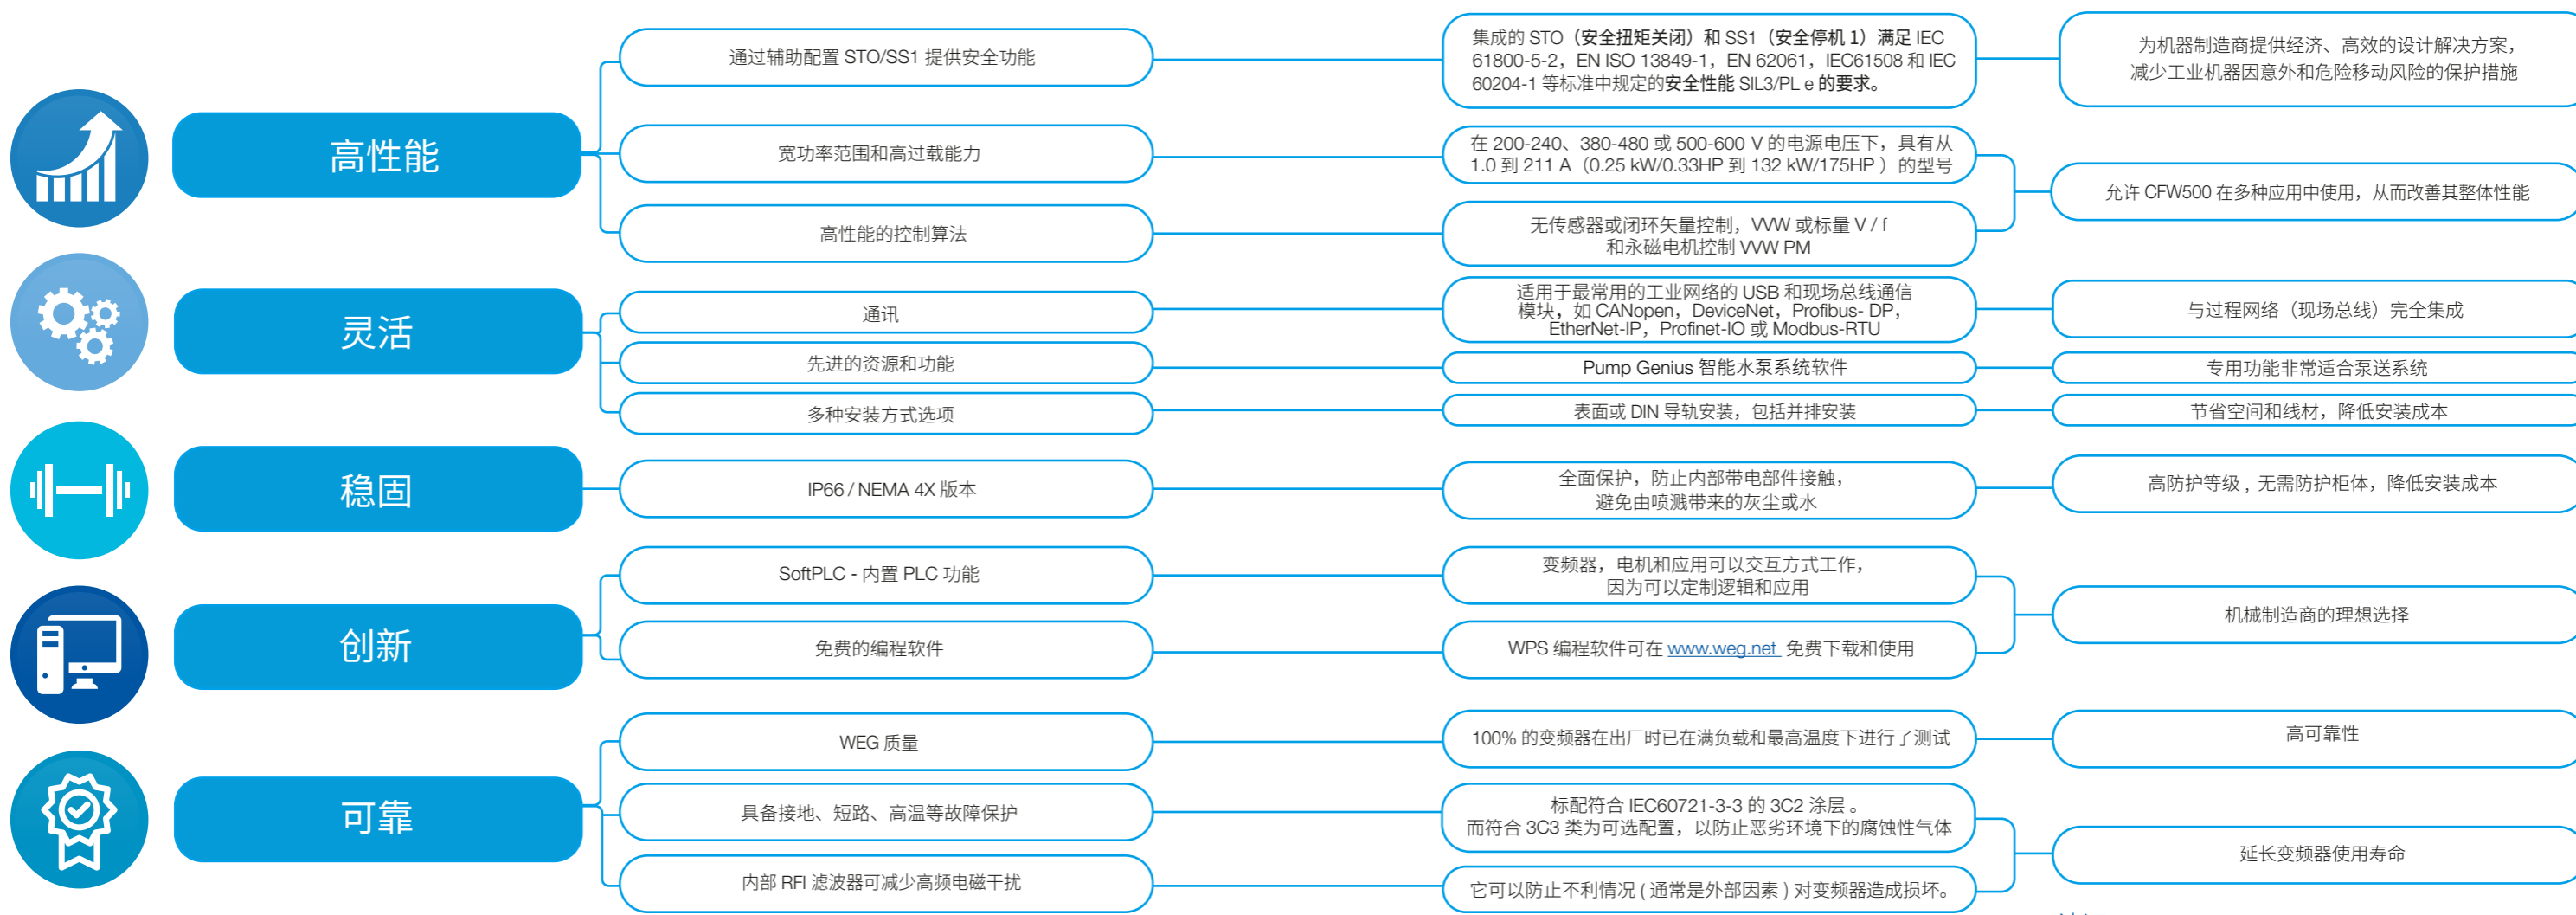 高性能
通过辅助配置 STO/SS1 提供安全功能
集成的 STO（安全扭矩关闭）和 SS1（安全停机 1）满足 IEC
61800-5-2，EN ISO 13849-1，EN 62061，IEC61508 和 IEC
60204-1 等标准中规定的安全性能 SIL3/PL e 的要求。
为机器制造商提供经济、高效的设计解决方案，
减少工业机器因意外和危险移动风险的保护措施
宽功率范围和高过载能力
在 200-240、380-480 或 500-600 V 的电源电压下，具有从
1.0 到 211 A（0.25 kW/0.33HP 到 132 kW/175HP ）的型号
高性能的控制算法
无传感器或闭环矢量控制，VVW 或标量 V / f
和永磁电机控制 VVW PM
允许 CFW500 在多种应用中使用，从而改善其整体性能
灵活
通讯
适用于最常用的工业网络的 USB 和现场总线通信
模块，如 CANopen，DeviceNet，Profibus- DP，
EtherNet-IP，Profinet-IO 或 Modbus-RTU
与过程网络（现场总线）完全集成
先进的资源和功能
Pump Genius 智能水泵系统软件
专用功能非常适合泵送系统
多种安装方式选项
表面或 DIN 导轨安装，包括并排安装
节省空间和线材，降低安装成本
稳固
IP66 / NEMA 4X 版本
全面保护，防止内部带电部件接触，
避免由喷溅带来的灰尘或水
高防护等级 , 无需防护柜体，降低安装成本
创新
SoftPLC - 内置 PLC 功能
变频器，电机和应用可以交互方式工作，
因为可以定制逻辑和应用
免费的编程软件
WPS 编程软件可在 www.weg.net 免费下载和使用
机械制造商的理想选择
可靠
WEG 质量
100% 的变频器在出厂时已在满负载和最高温度下进行了测试
高可靠性
具备接地、短路、高温等故障保护
标配符合 IEC60721-3-3 的 3C2 涂层 。
而符合 3C3 类为可选配置，以防止恶劣环境下的腐蚀性气体
内部 RFI 滤波器可减少高频电磁干扰
它可以防止不利情况 ( 通常是外部因素 ) 对变频器造成损坏。
延长变频器使用寿命